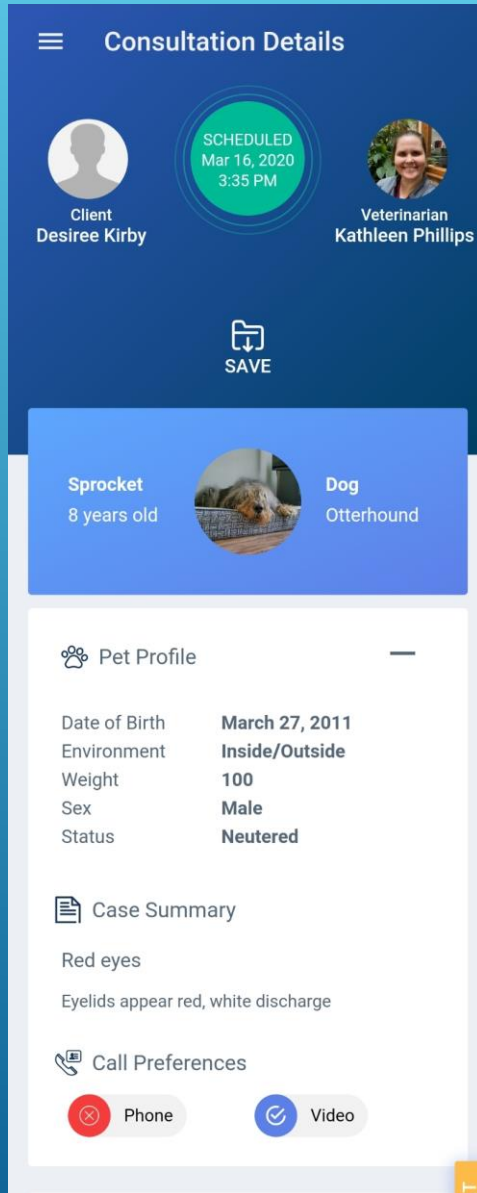 Consultation Details
SCHEDULED
Mar 16, 2020
3:35 PM
Client
Desiree Kirby
Veterinarian
Kathleen Phillips
SAVE
Sprocket
8 years old
Dog
Otterhound
Pet Profile
Date of Birth March 27, 2011
Environment Inside/Outside
Weight 100
Sex Male
Status Neutered
Case Summary
Red eyes
Eyelids appear red, white discharge
Call Preferences
Phone Video